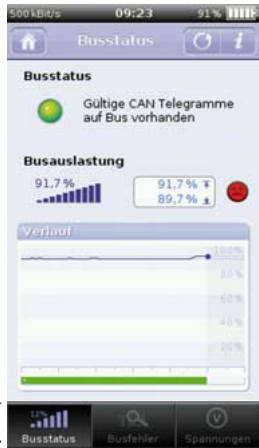 500 kBit/s 09:23 91%
Busstatus
Busstatus
Gültige CAN Telegramme
auf Bus vorhanden
Busauslastung
91,7 %
91,7 %
89,7 %
Verlauf
100%
80 %
60 %
40 %
20 %
12%
Busstatus Busfehler Spannungen